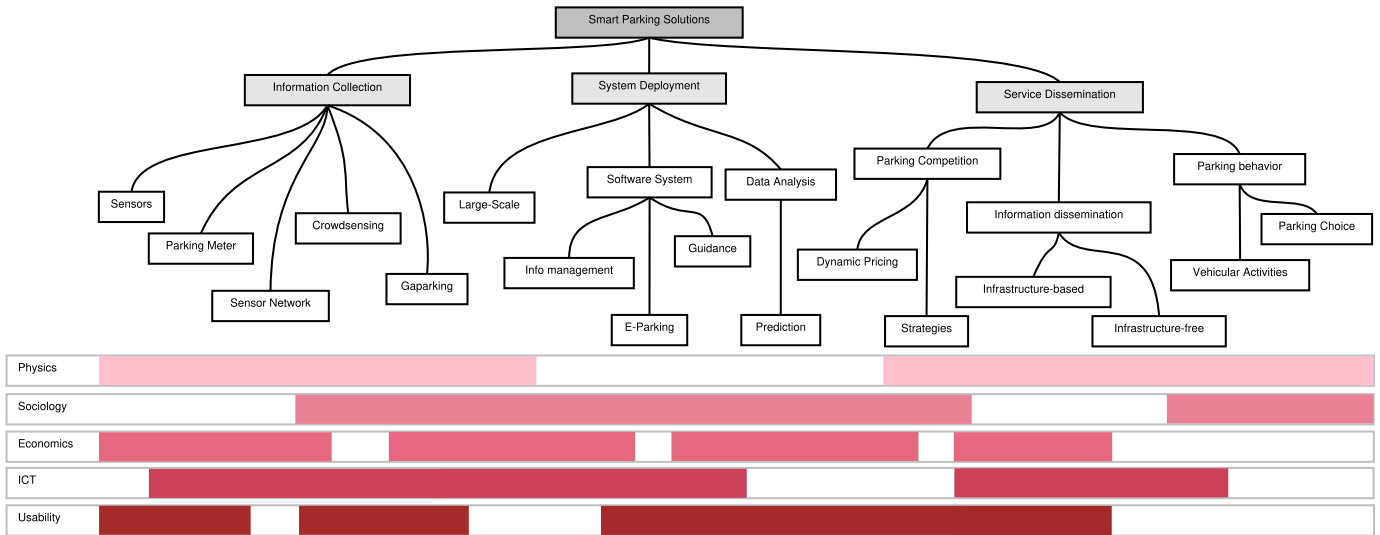 Smart Parking Solutions
Information Collection
System Deployment
Service Dissemination
Sensors
Parking Meter
Sensor Network
Crowdsensing
Gaparking
Large-Scale
Software System
Data Analysis
Info management
E-Parking
Guidance
Prediction
Parking Competition
Information dissemination
Parking behavior
Dynamic Pricing
Strategies
Infrastructure-based
Infrastructure-free
Vehicular Activities
Parking Choice
Physics
Sociology
Economics
ICT
Usability